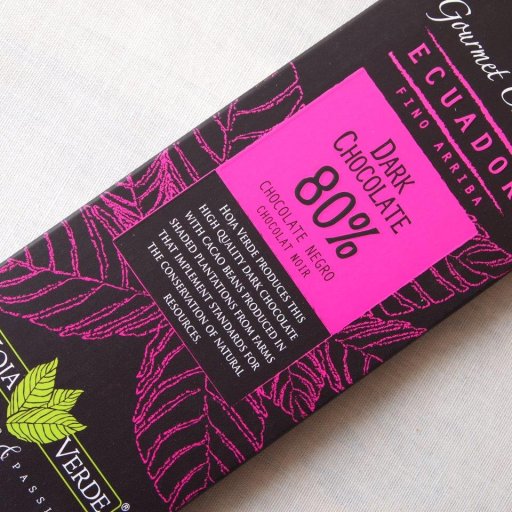 Gourmet
ECUADOR
FINO ARRIBA
DARK
CHOCOLATE
80%
CHOCOLATE NEGRO
CHOCOLAT NOIR
HOJA VERDE PRODUCES THIS
HIGH QUALITY DARK CHOCOLATE
WITH CACAO BEANS PRODUCED IN
SHADED PLANTATIONS FROM FARMS
THAT IMPLEMENT STANDARDS FOR
THE CONSERVATION OF NATURAL
RESOURCES.
HOJA
VERDE®
&